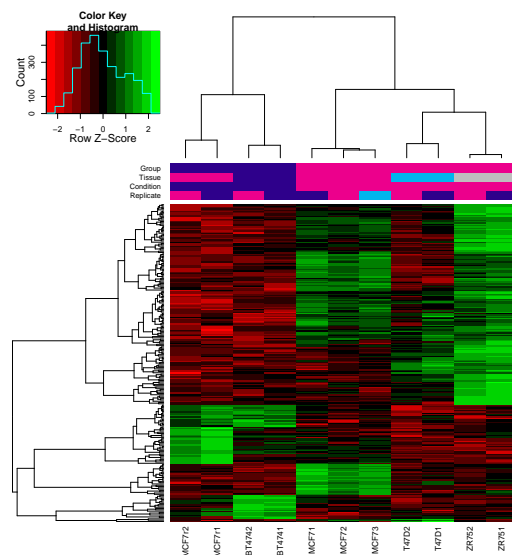 Color Key
and Histogram
Count
0 100 300
−2 −1 0 1 2
Row Z−Score
Group
Tissue
Condition
Replicate
MCF7r2
MCF7r1
BT4742
BT4741
MCF71
MCF72
MCF73
T47D2
T47D1
ZR752
ZR751